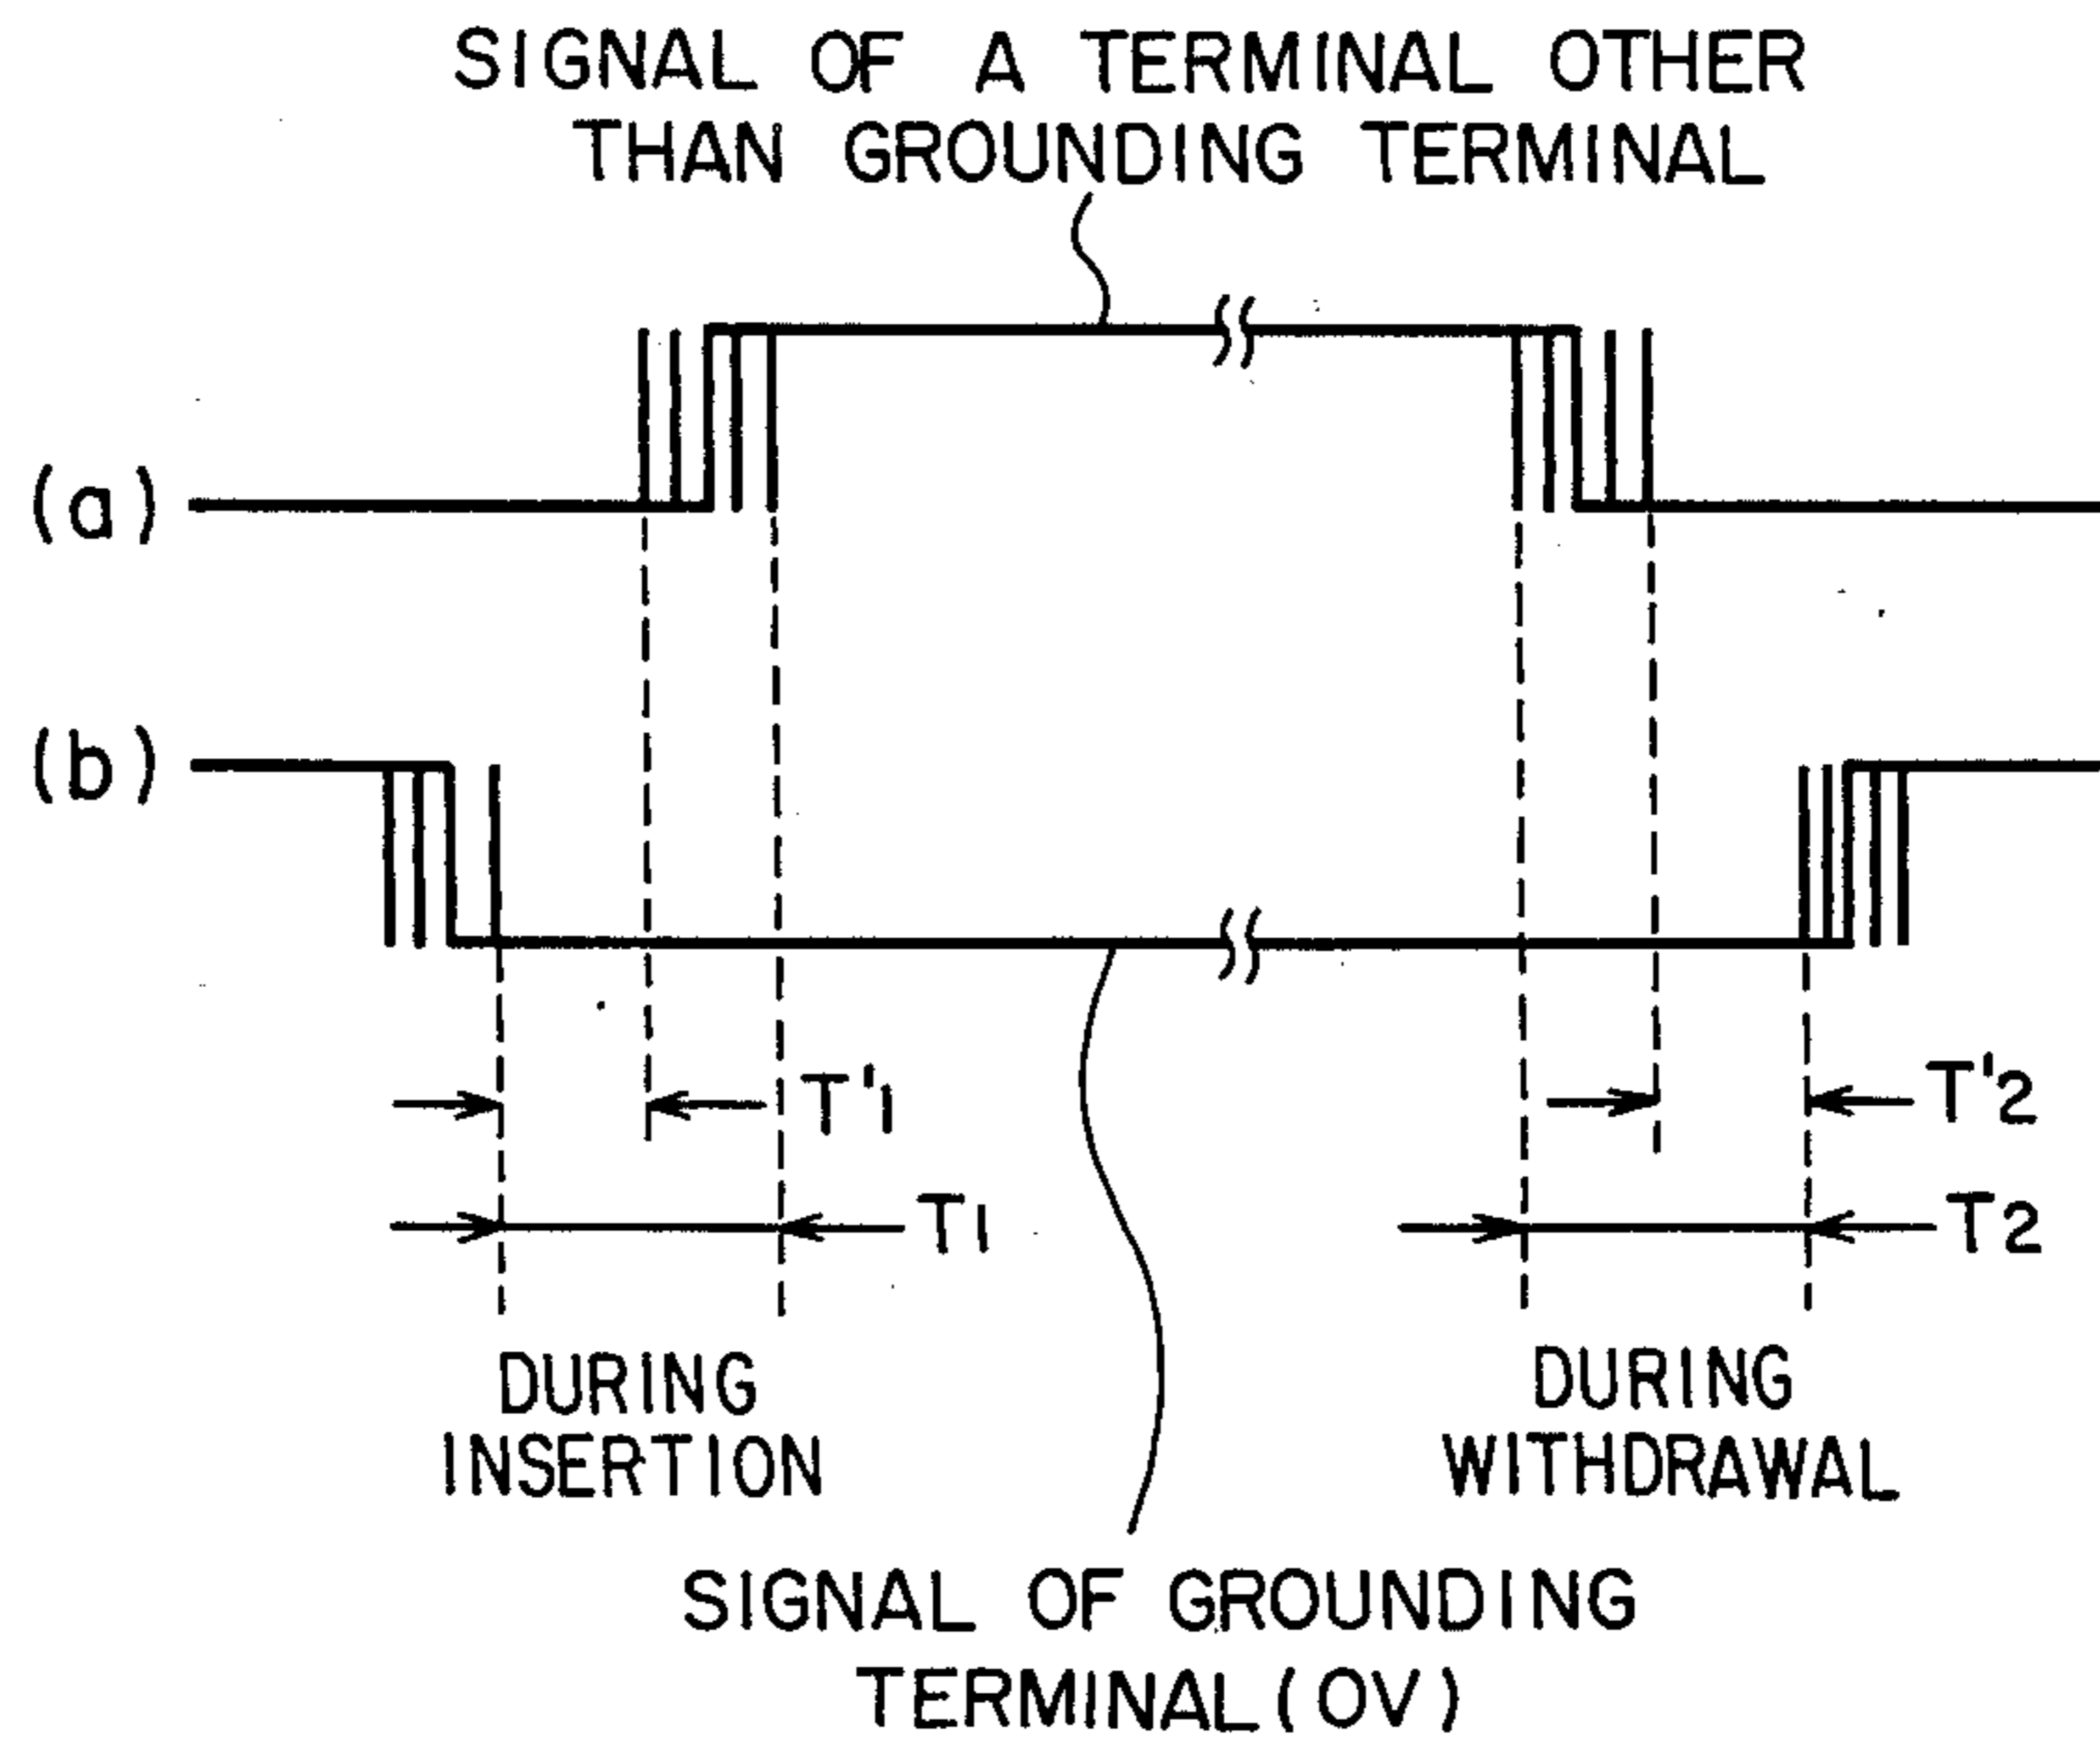 SIGNAL OF A TERMINAL OTHER
THAN GROUNDING TERMINAL
(a)
(b)
T'1
T'2
T1
T2
DURING
INSERTION
DURING
WITHDRAWAL
SIGNAL OF GROUNDING
TERMINAL (OV)